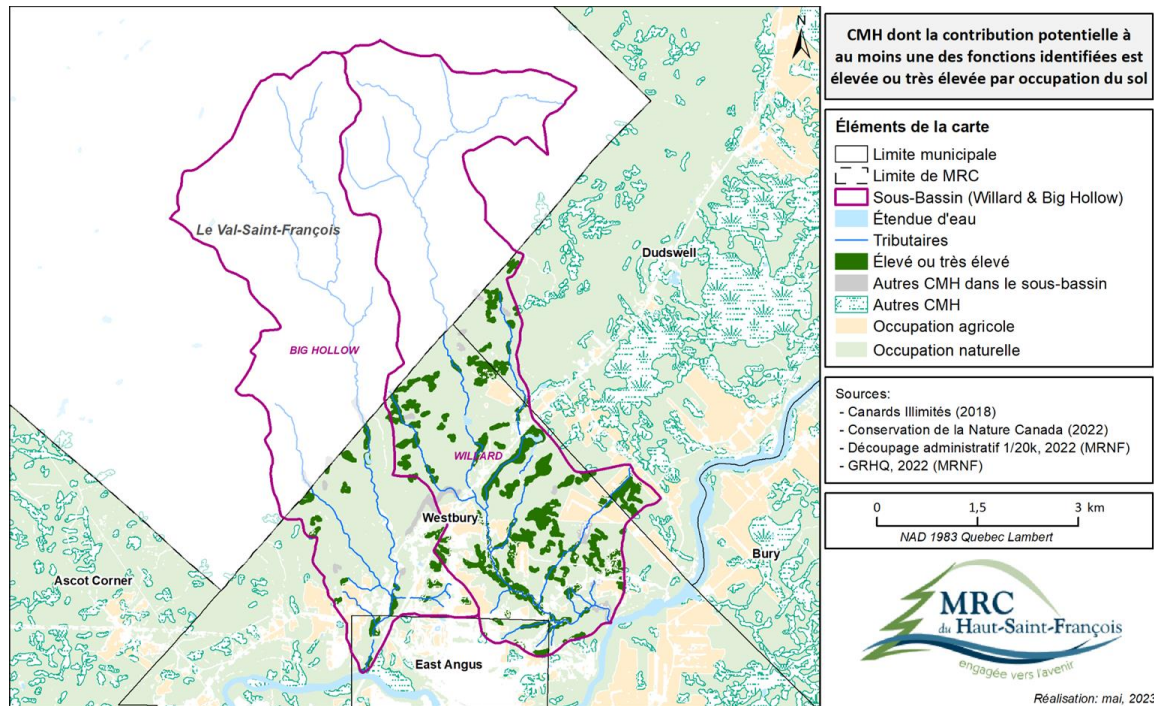 N
Le Val-Saint-François
Dudswell
BIG HOLLOW
WILLARD
Westbury
Bury
Ascot Corner
East Angus
CMH dont la contribution potentielle à
au moins une des fonctions identifiées est
élevée ou très élevée par occupation du sol
Éléments de la carte
Limite municipale
Limite de MRC
Sous-Bassin (Willard & Big Hollow)
Étendue d'eau
Tributaires
Élevé ou très élevé
Autres CMH dans le sous-bassin
Autres CMH
Occupation agricole
Occupation naturelle
Sources:
- Canards Illimités (2018)
- Conservation de la Nature Canada (2022)
- Découpage administratif 1/20k, 2022 (MRNF)
- GRHQ, 2022 (MRNF)
0 1,5 3 km
NAD 1983 Quebec Lambert
MRC
du Haut-Saint-François
engagée vers l'avenir
Réalisation: mai, 2023